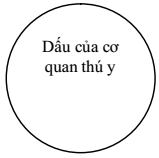 Dấu của cơ
quan thú y